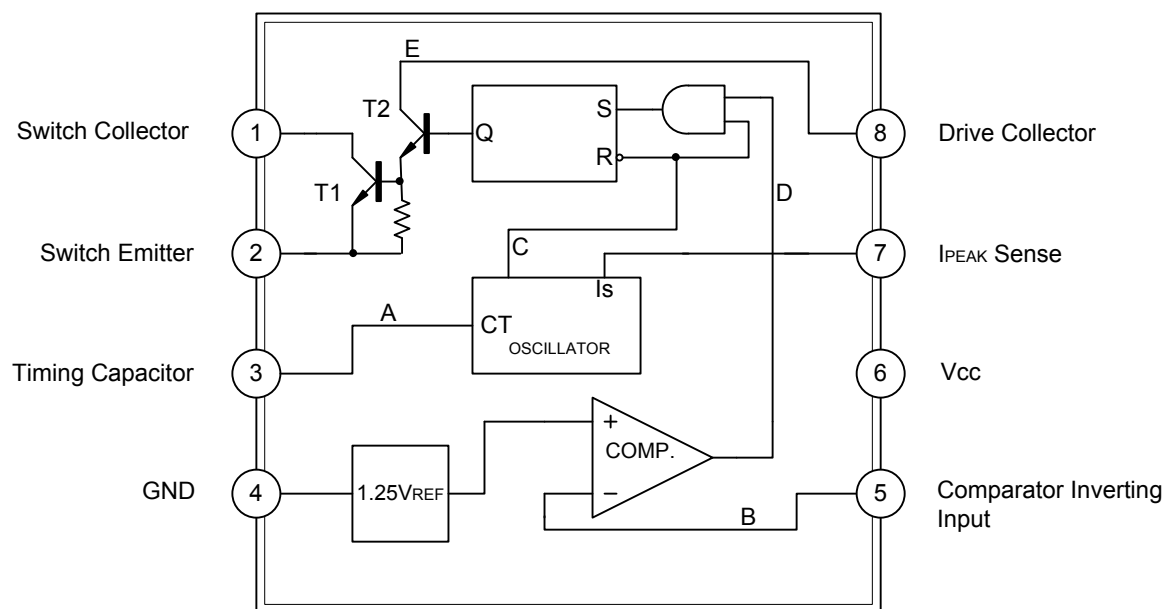 E
T2
S
Switch Collector
1
Q
8
Drive Collector
R
T1
D
Switch Emitter
2
C
7
IPEAK Sense
Is
A
CT
OSCILLATOR
Timing Capacitor
3
6
Vcc
+
COMP.
GND
4
1.25VREF
−
5
Comparator Inverting
Input
B